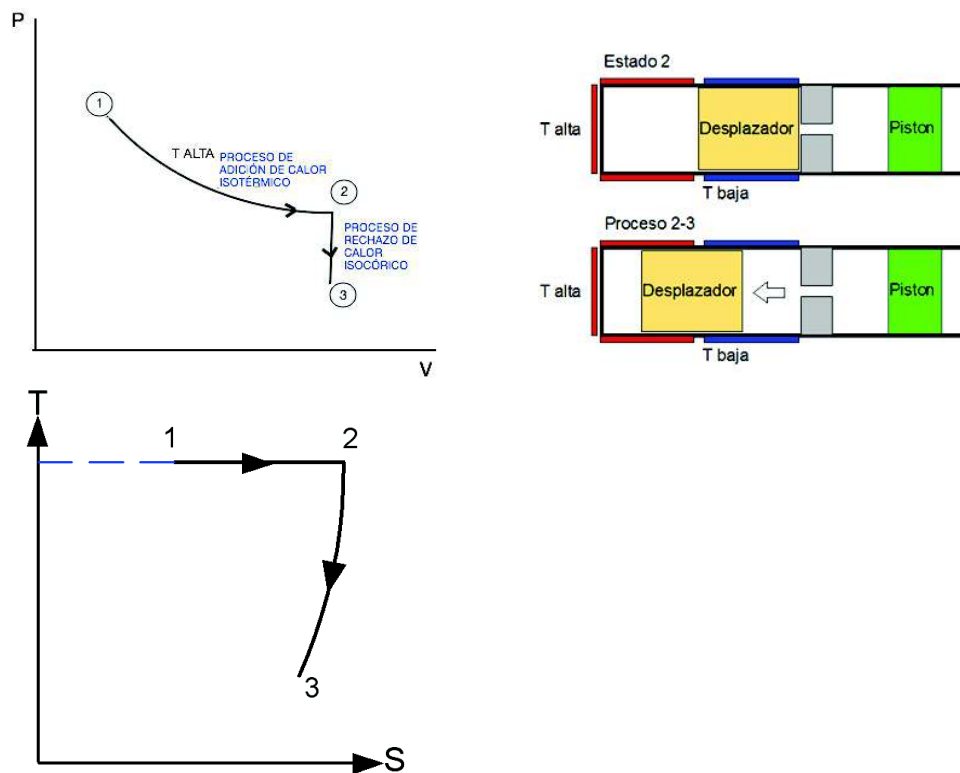 P
1
T ALTA
PROCESO DE
ADICIÓN DE CALOR
ISOTÉRMICO
2
PROCESO DE
RECHAZO DE
CALOR
ISOCÓRICO
3
V
Estado 2
T alta
Desplazador
Piston
T baja
Proceso 2-3
T alta
Desplazador
Piston
T baja
T
1
2
3
S